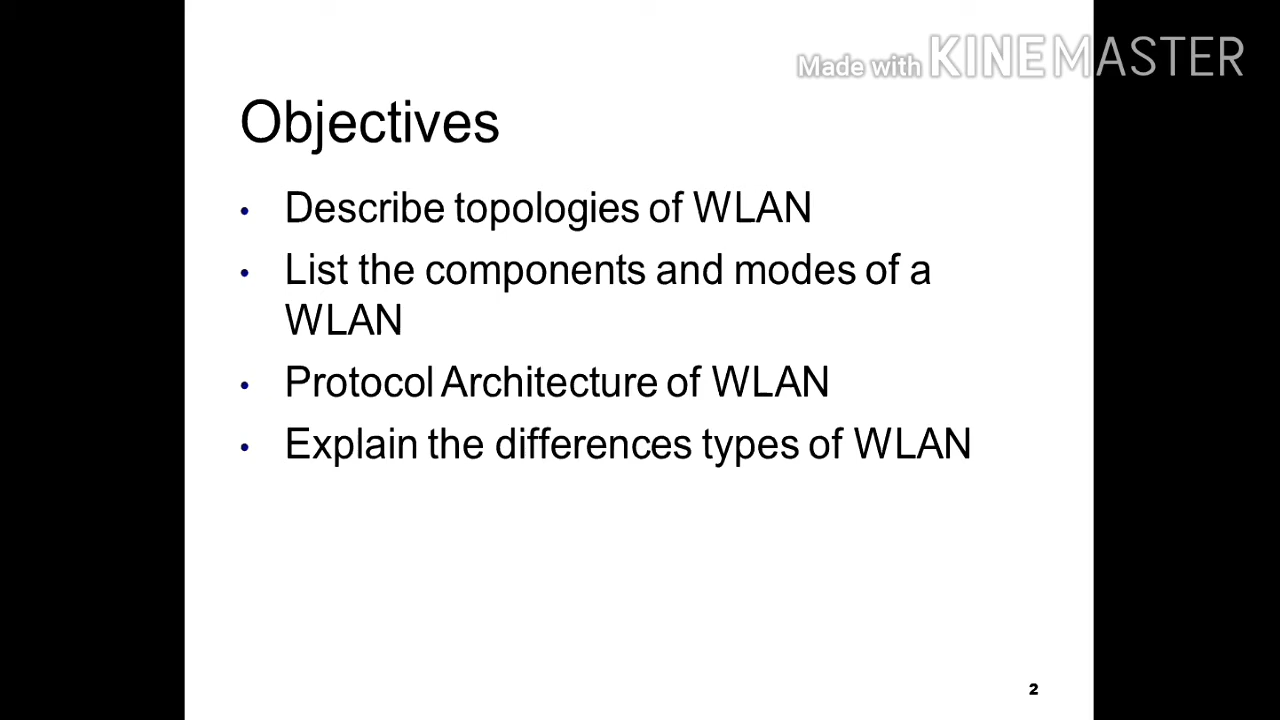 Made with KINEMASTER
Objectives
• Describe topologies of WLAN
• List the components and modes of a
WLAN
• Protocol Architecture of WLAN
• Explain the differences types of WLAN
2